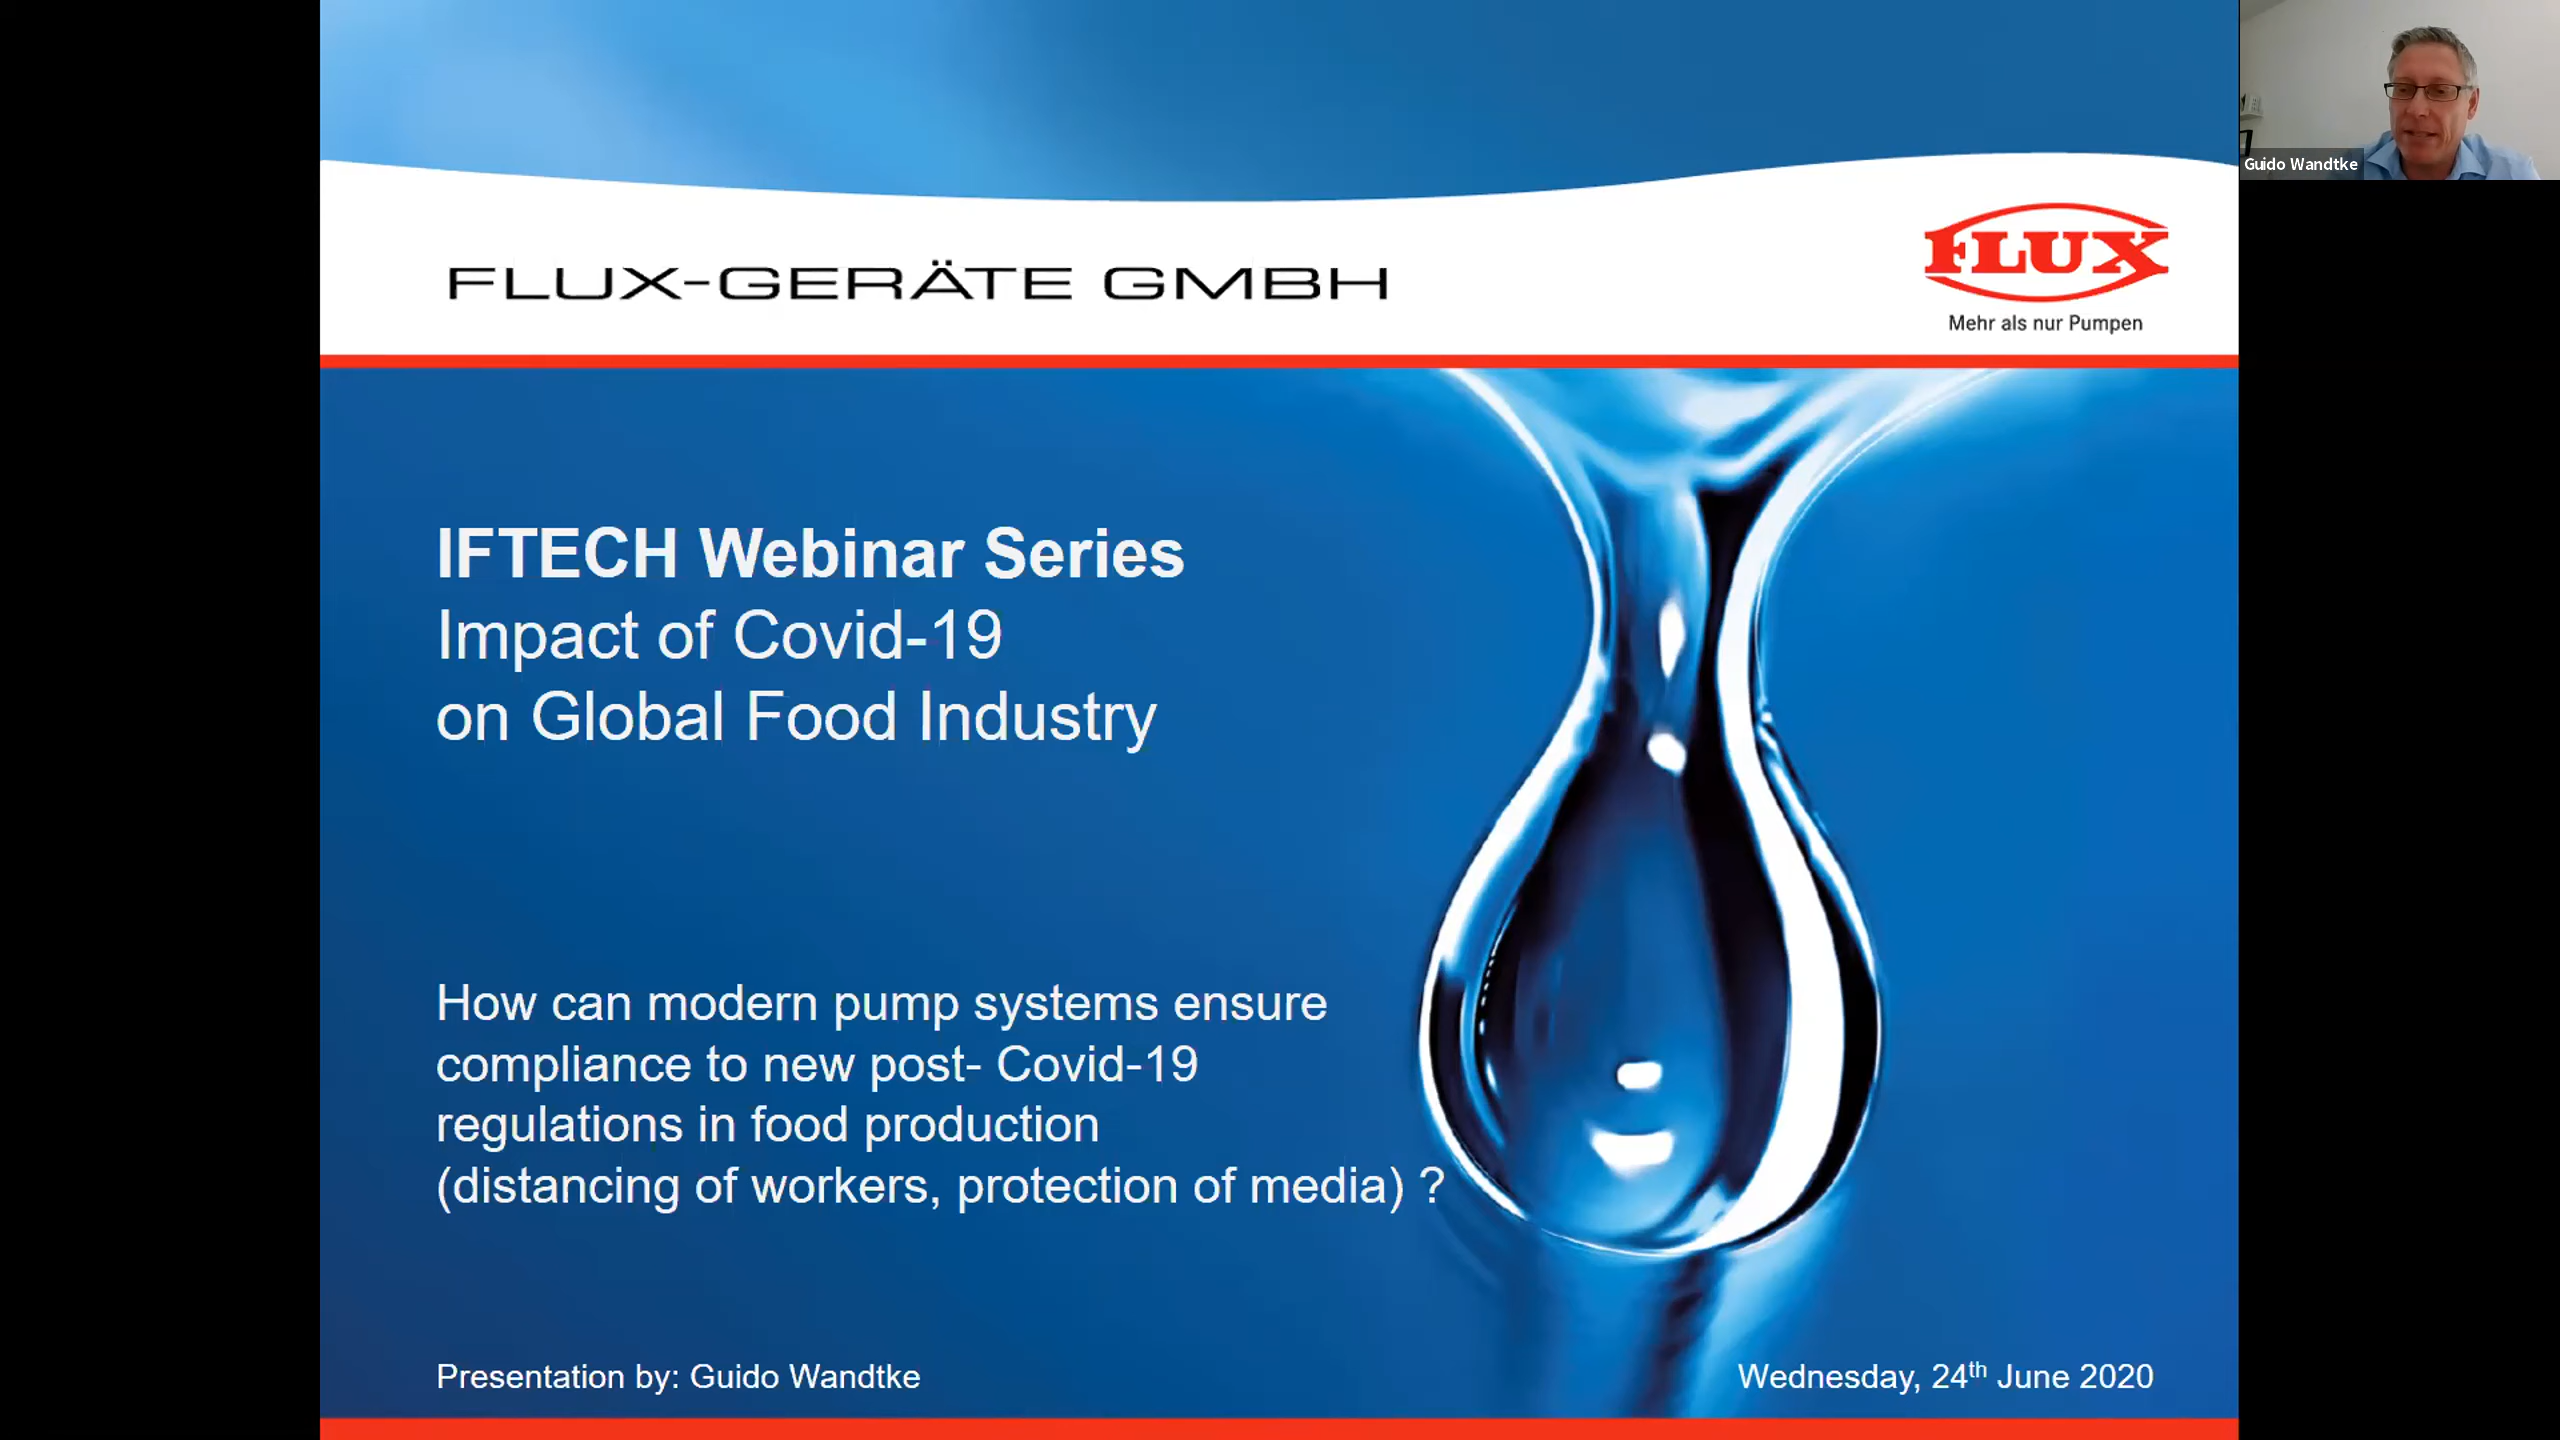 Guido Wandtke
FLUX-GERÄTE GMBH
FLUX
Mehr als nur Pumpen
IFTECH Webinar Series
Impact of Covid-19
on Global Food Industry
How can modern pump systems ensure
compliance to new post- Covid-19
regulations in food production
(distancing of workers, protection of media) ?
Presentation by: Guido Wandtke
Wednesday, 24th June 2020